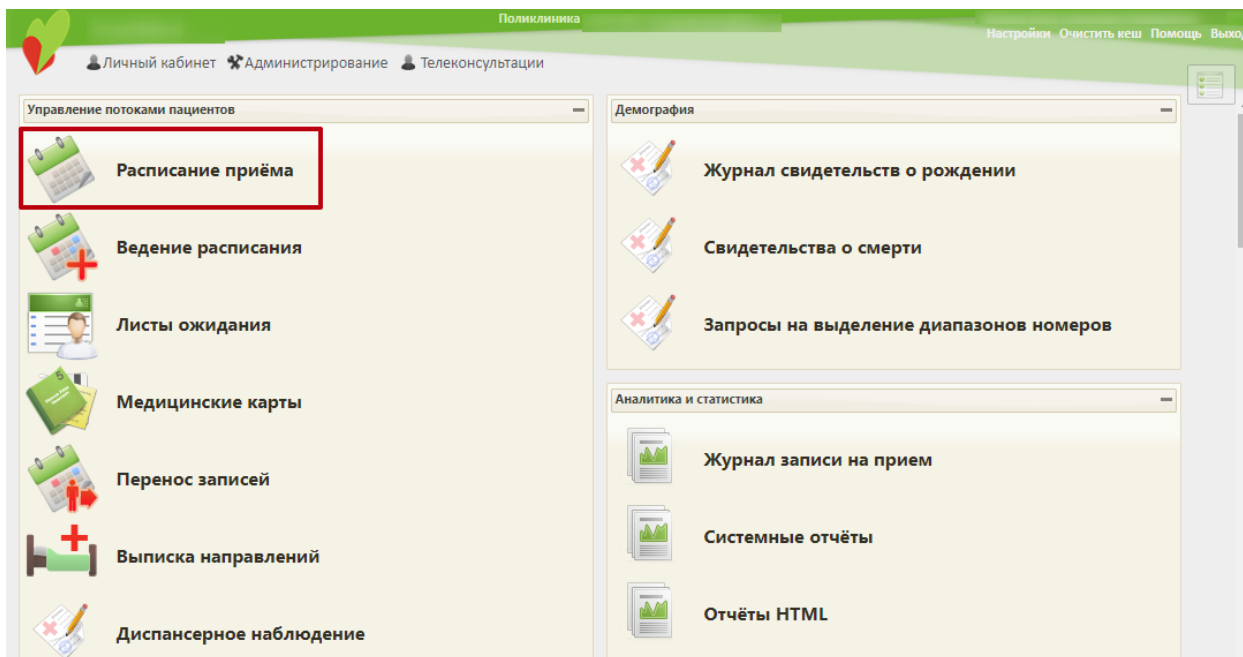 Поликлиника
Настройки Очистить кеш Помощь Выхо
Личный кабинет Администрирование Телеконсультации
Управление потоками пациентов
Расписание приёма
Ведение расписания
Листы ожидания
5
Медицинские карты
Перенос записей
Выписка направлений
Диспансерное наблюдение
Демография
Журнал свидетельств о рождении
Свидетельства о смерти
Запросы на выделение диапазонов номеров
Аналитика и статистика
Журнал записи на прием
Системные отчёты
Отчёты HTML